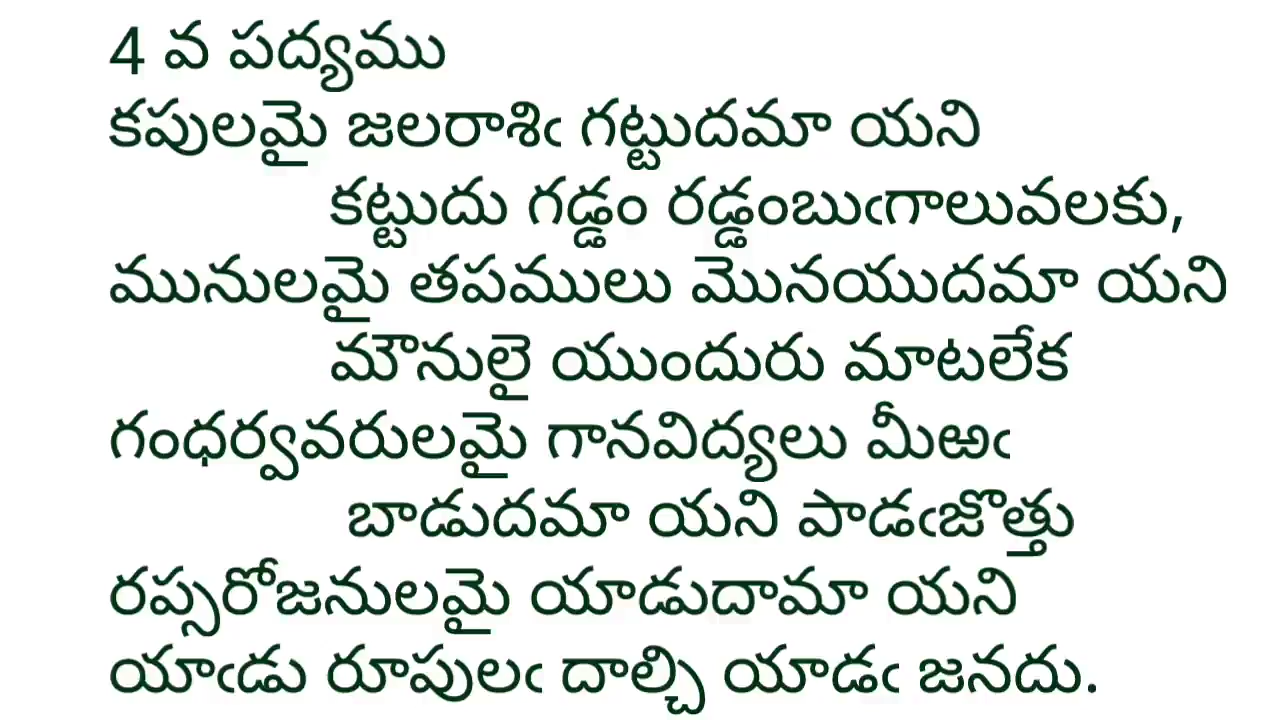 4 వ పద్యము
కపులమై జలరాశిఁ గట్టుదమా యని
కట్టుదు గడ్డం రడ్డంబుఁగాలువలకు,
మునులమై తపములు మొనయుదమా యని
మౌనులై యుందురు మాటలేక
గంధర్వవరులమై గానవిద్యలు మీఱఁ
బాడుదమా యని పాడఁజొత్తు
రప్సరోజనులమై యాడుదామా యని
యాఁడు రూపులఁ దాల్చి యాడఁ జనదు.